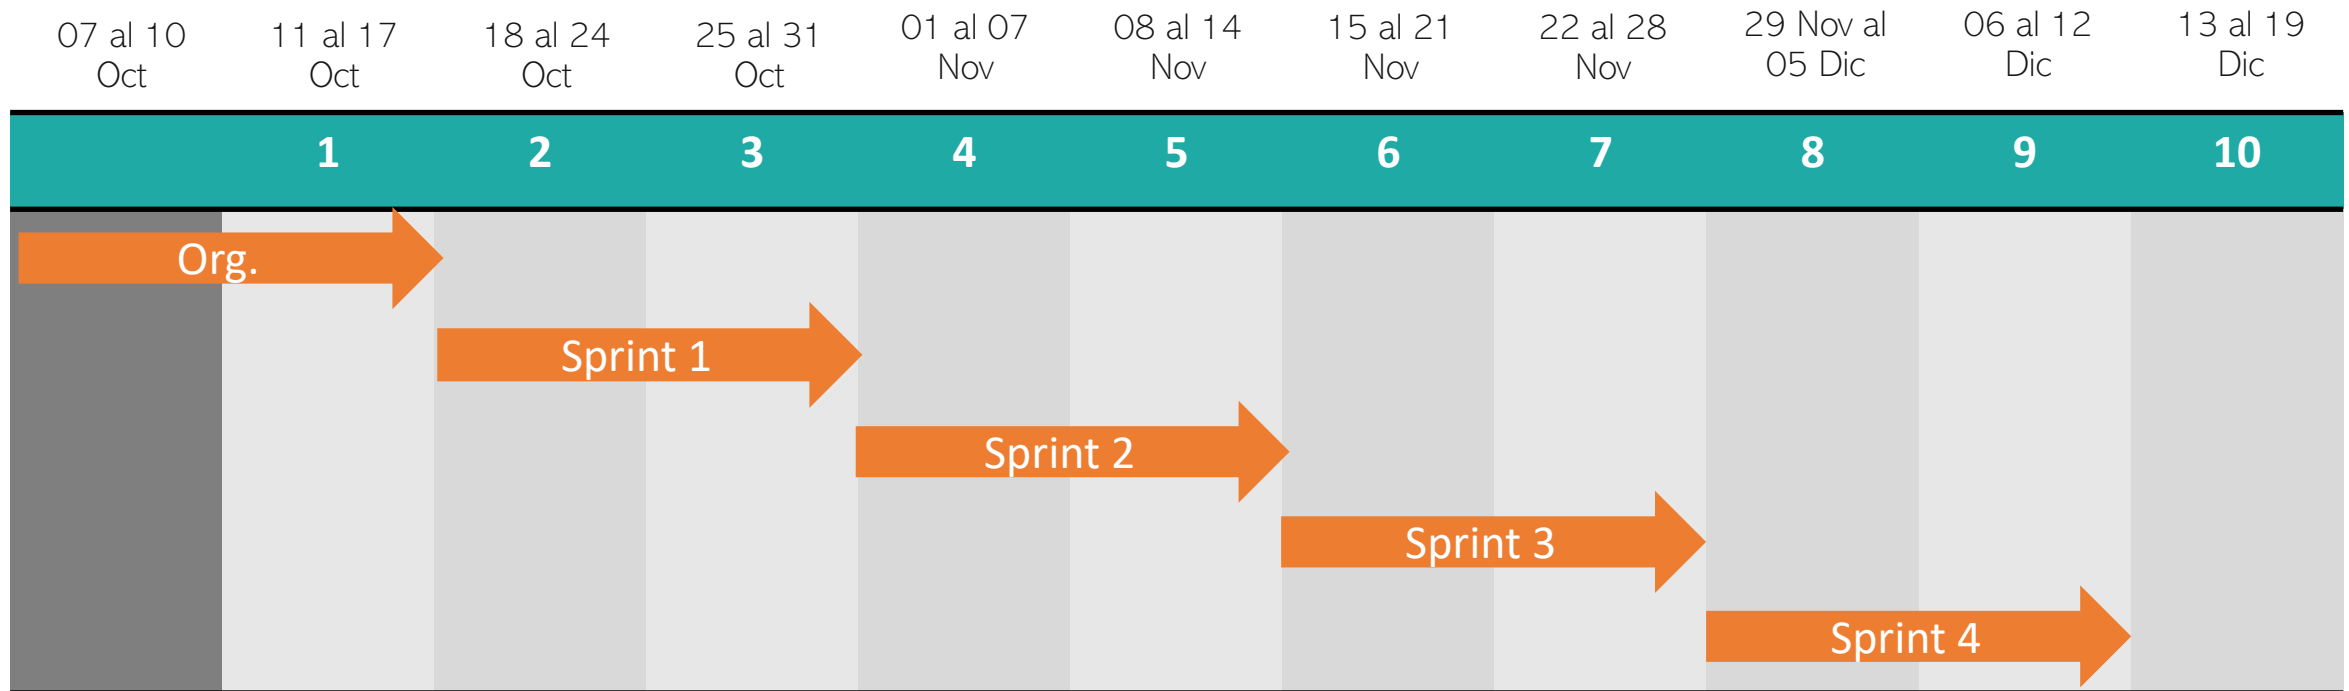 07 al 10
Oct
11 al 17
Oct
18 al 24
Oct
25 al 31
Oct
01 al 07
Nov
08 al 14
Nov
15 al 21
Nov
22 al 28
Nov
29 Nov al
05 Dic
06 al 12
Dic
13 al 19
Dic
1 2 3 4 5 6 7 8 9 10
Org.
Sprint 1
Sprint 2
Sprint 3
Sprint 4